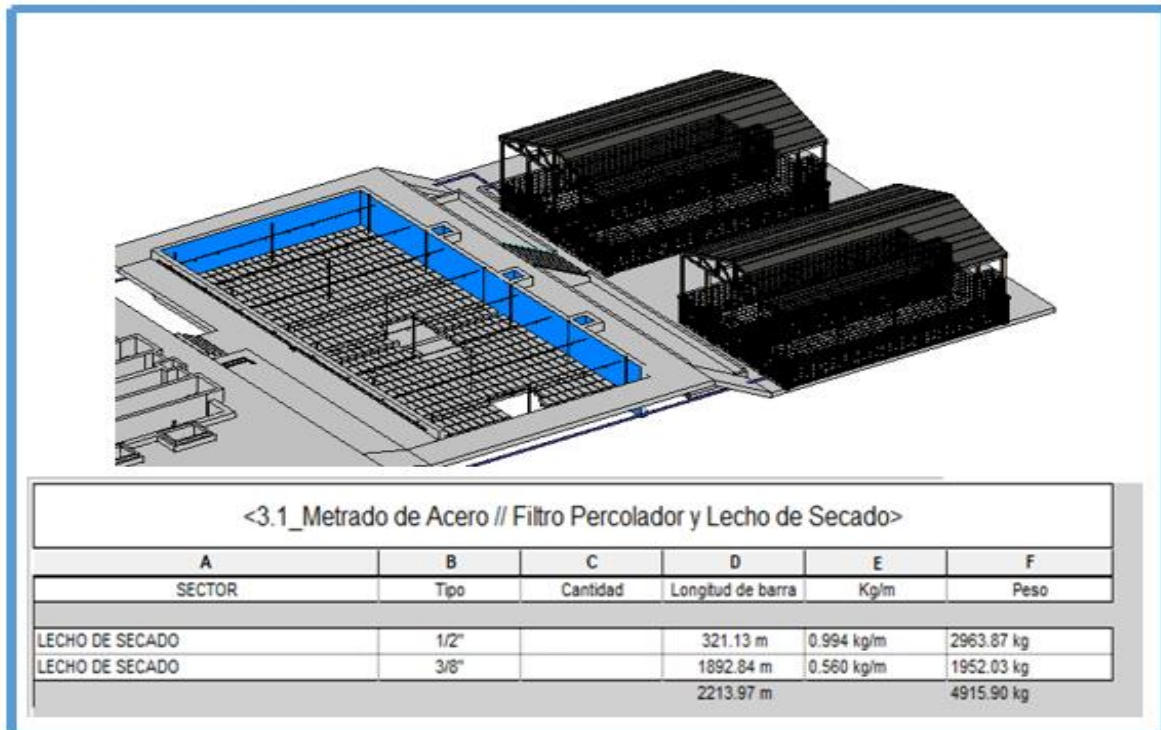 <3.1_Metrado de Acero // Filtro Percolador y Lecho de Secado>
A B C D E F
SECTOR Tipo Cantidad Longitud de barra Kg/m Peso
LECHO DE SECADO 1/2" 321.13 m 0.994 kg/m 2963.87 kg
LECHO DE SECADO 3/8" 1892.84 m 0.560 kg/m 1952.03 kg
2213.97 m 4915.90 kg